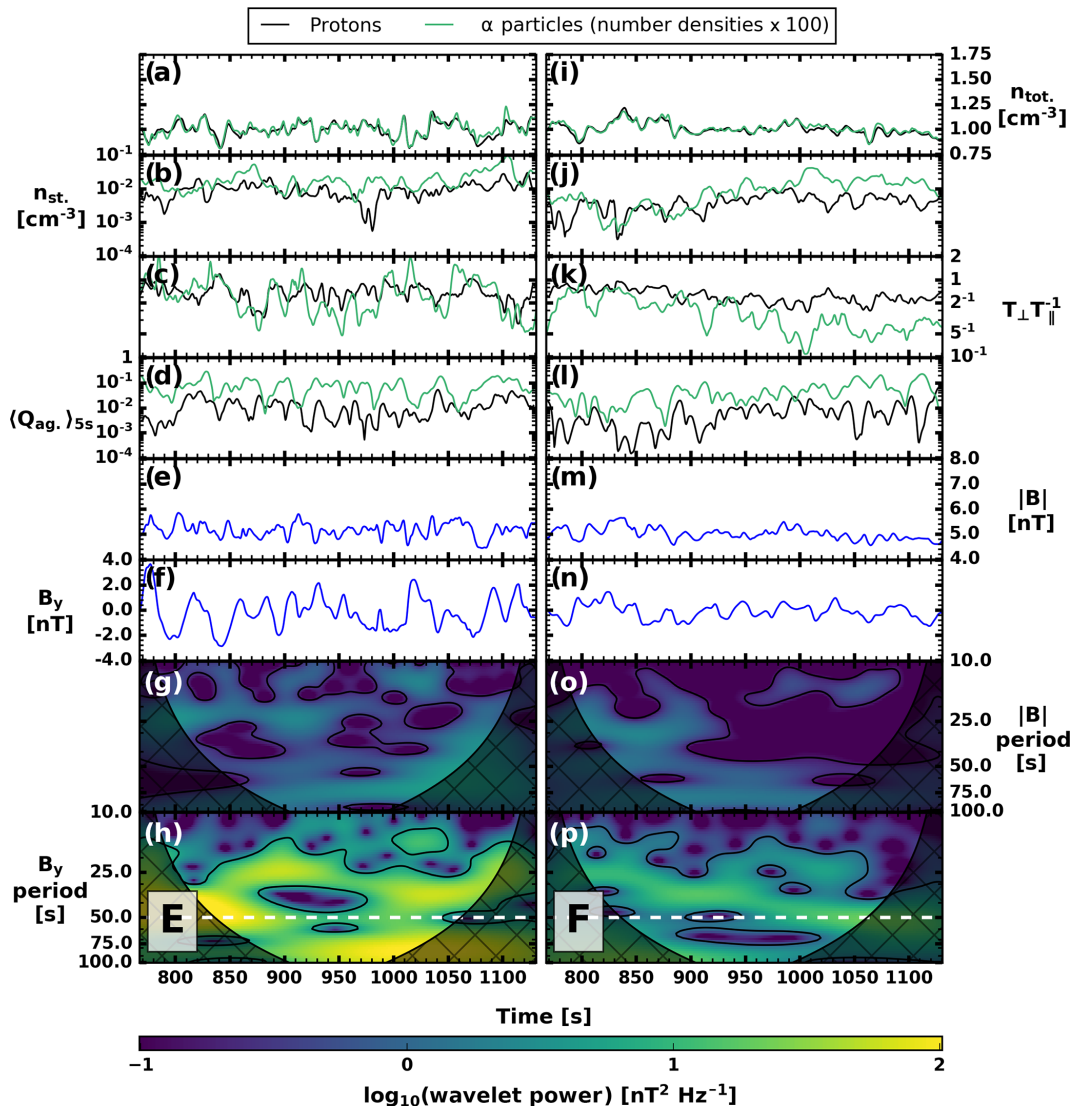 Protons α particles (number densities x 100)
(a) (i) 1.75
1.50
1.25
1.00
0.75
n_tot.
[cm⁻³]
10⁻¹
10⁻²
10⁻³
10⁻⁴
n_st.
[cm⁻³]
(b) (j)
(c) (k) 2
1
2⁻¹
5⁻¹
10⁻¹
T⊥T∥⁻¹
1
10⁻¹
10⁻²
10⁻³
10⁻⁴
⟨Q_ag.⟩_5s
(d) (l)
(e) (m) 8.0
7.0
6.0
5.0
4.0
|B|
[nT]
4.0
2.0
0.0
-2.0
-4.0
B_y
[nT]
(f) (n)
(g) (o) 10.0
25.0
50.0
75.0
100.0
|B|
period
[s]
10.0
25.0
50.0
75.0
100.0
B_y
period
[s]
(h) (p)
E F
800 850 900 950 1000 1050 1100 800 850 900 950 1000 1050 1100
Time [s]
−1 0 1 2
log₁₀(wavelet power) [nT² Hz⁻¹]